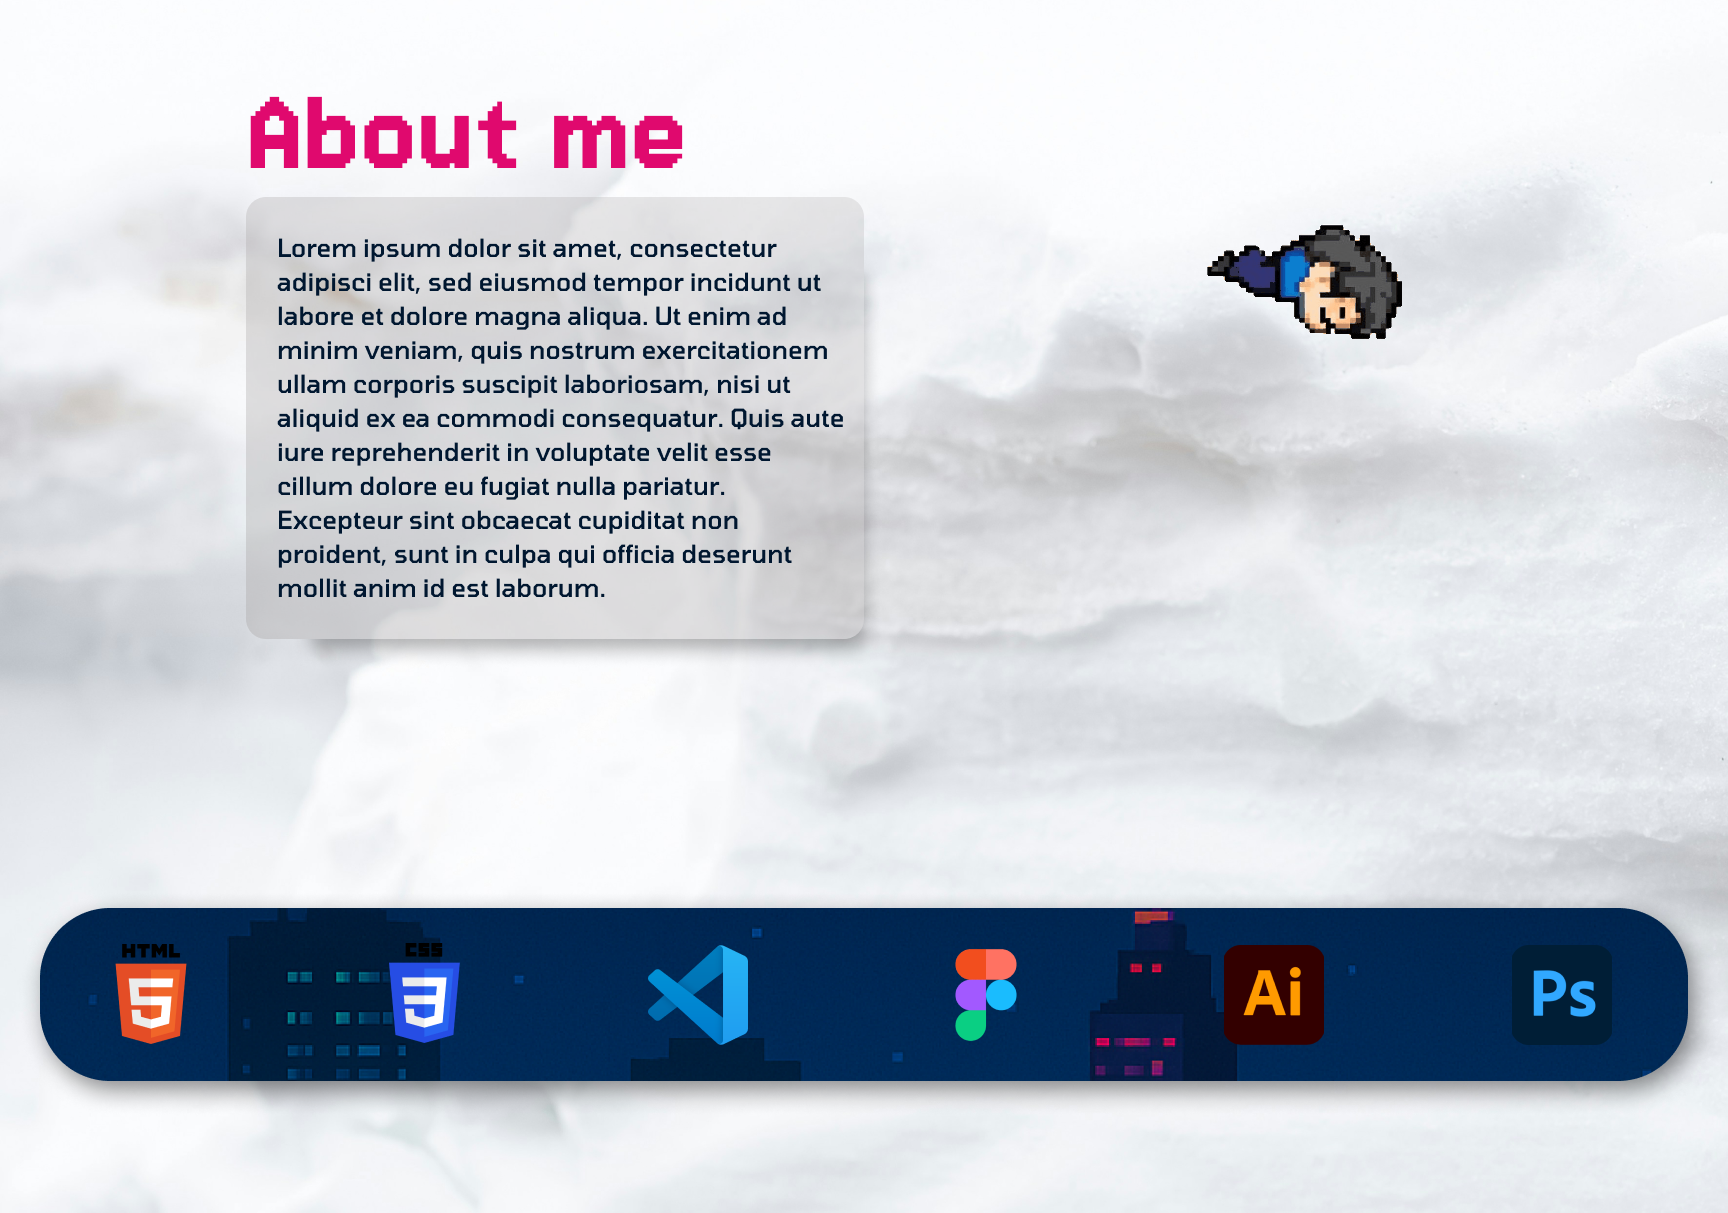 About me
Lorem ipsum dolor sit amet, consectetur
adipisci elit, sed eiusmod tempor incidunt ut
labore et dolore magna aliqua. Ut enim ad
minim veniam, quis nostrum exercitationem
ullam corporis suscipit laboriosam, nisi ut
aliquid ex ea commodi consequatur. Quis aute
iure reprehenderit in voluptate velit esse
cillum dolore eu fugiat nulla pariatur.
Excepteur sint obcaecat cupiditat non
proident, sunt in culpa qui officia deserunt
mollit anim id est laborum.
HTML
5
CSS
3
Ai
Ps